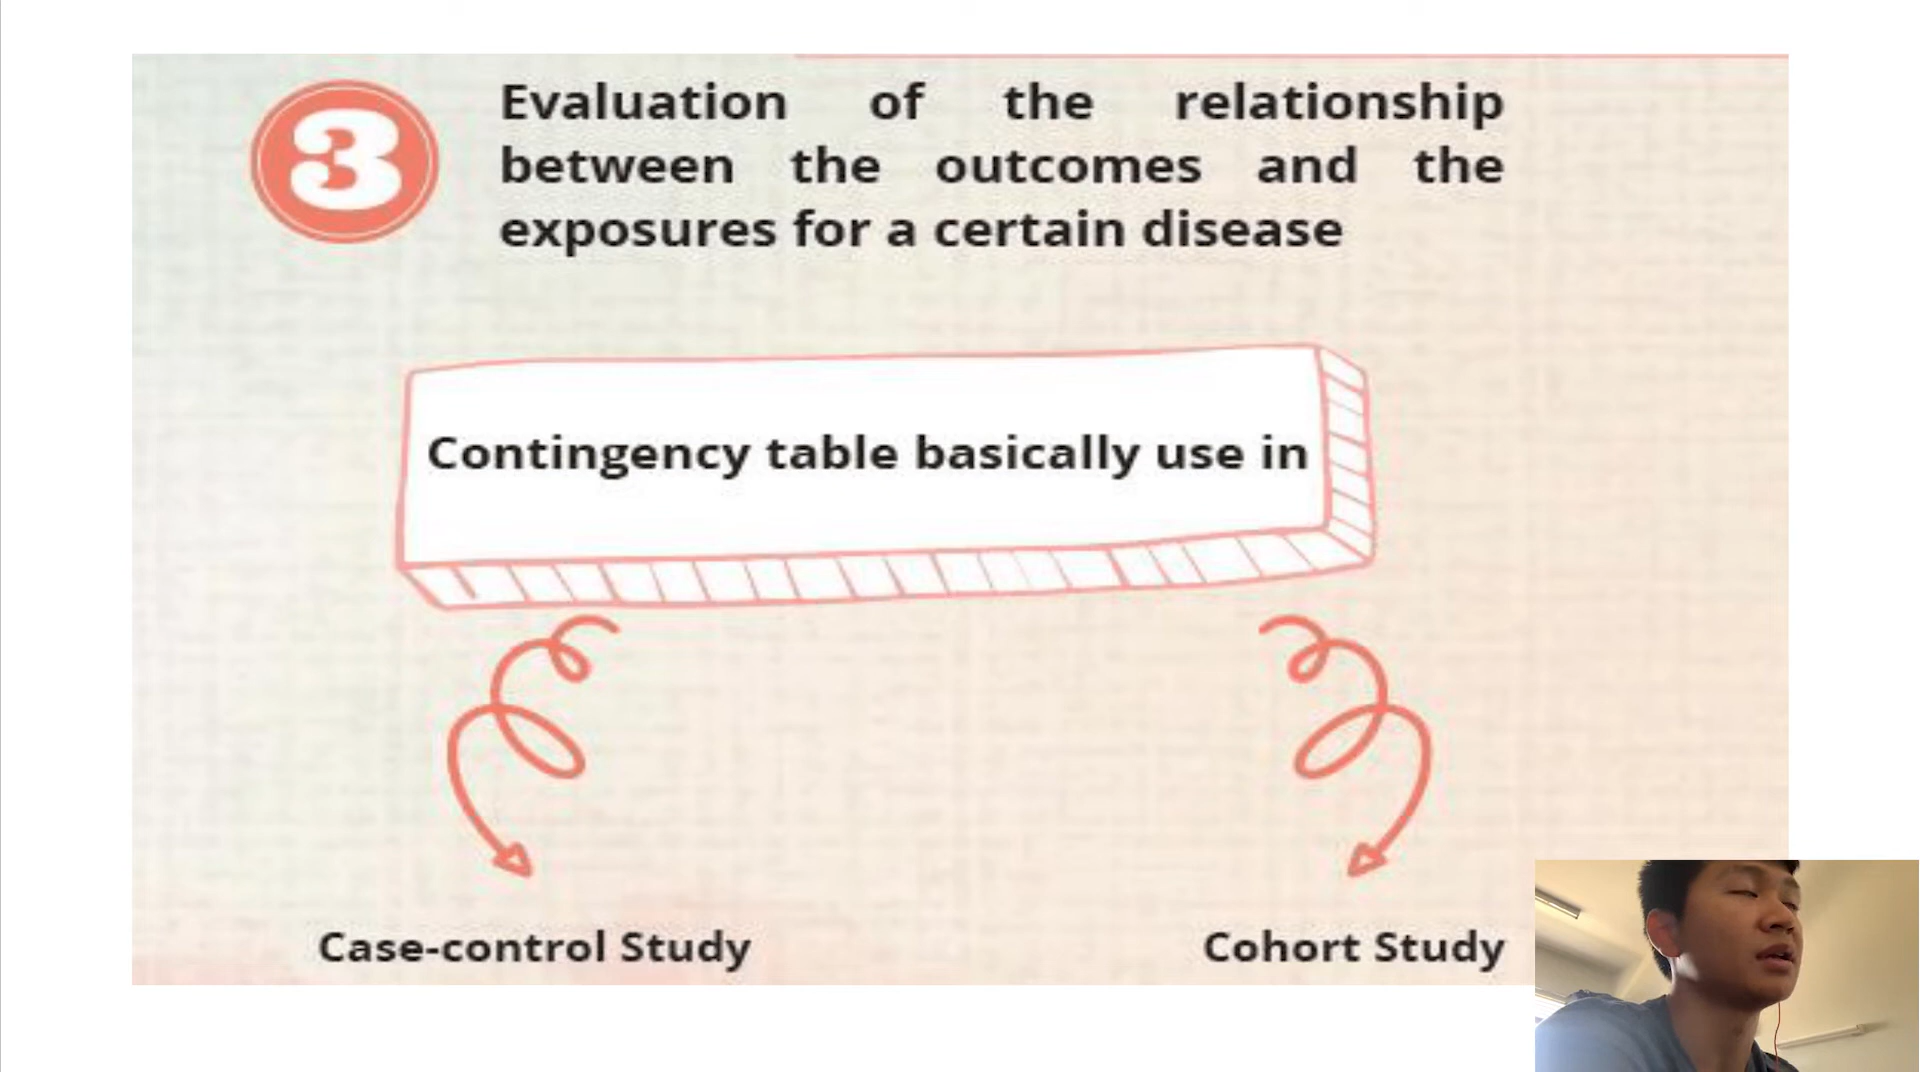 3
Evaluation of the relationship
between the outcomes and the
exposures for a certain disease
Contingency table basically use in
Case-control Study
Cohort Study